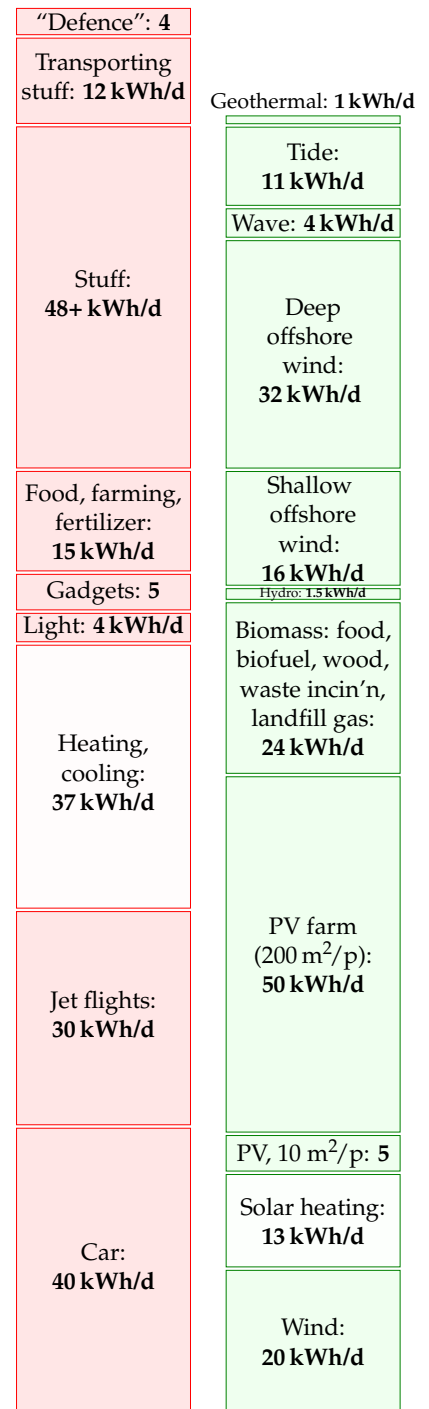 “Defence”: 4
Transporting
stuff: 12 kWh/d
Stuff:
48+ kWh/d
Food, farming,
fertilizer:
15 kWh/d
Gadgets: 5
Light: 4 kWh/d
Heating,
cooling:
37 kWh/d
Jet flights:
30 kWh/d
Car:
40 kWh/d
Geothermal: 1 kWh/d
Tide:
11 kWh/d
Wave: 4 kWh/d
Deep
offshore
wind:
32 kWh/d
Shallow
offshore
wind:
16 kWh/d
Hydro: 1.5 kWh/d
Biomass: food,
biofuel, wood,
waste incin’n,
landfill gas:
24 kWh/d
PV farm
(200 m²/p):
50 kWh/d
PV, 10 m²/p: 5
Solar heating:
13 kWh/d
Wind:
20 kWh/d